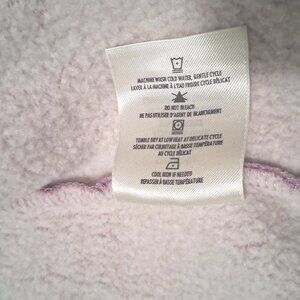 MACHINE WASH COLD WATER, GENTLE CYCLE
LAVER À LA MACHINE À L'EAU FROIDE CYCLE DÉLICAT
DO NOT BLEACH
NE PAS UTILISER D'AGENT DE BLANCHIMENT
TUMBLE DRY AT LOW HEAT AT DELICATE CYCLE
SÉCHER PAR CULBUTAGE À BASSE TEMPÉRATURE
AU CYCLE DÉLICAT
COOL IRON IF NEEDED
REPASSER À BASSE TEMPÉRATURE